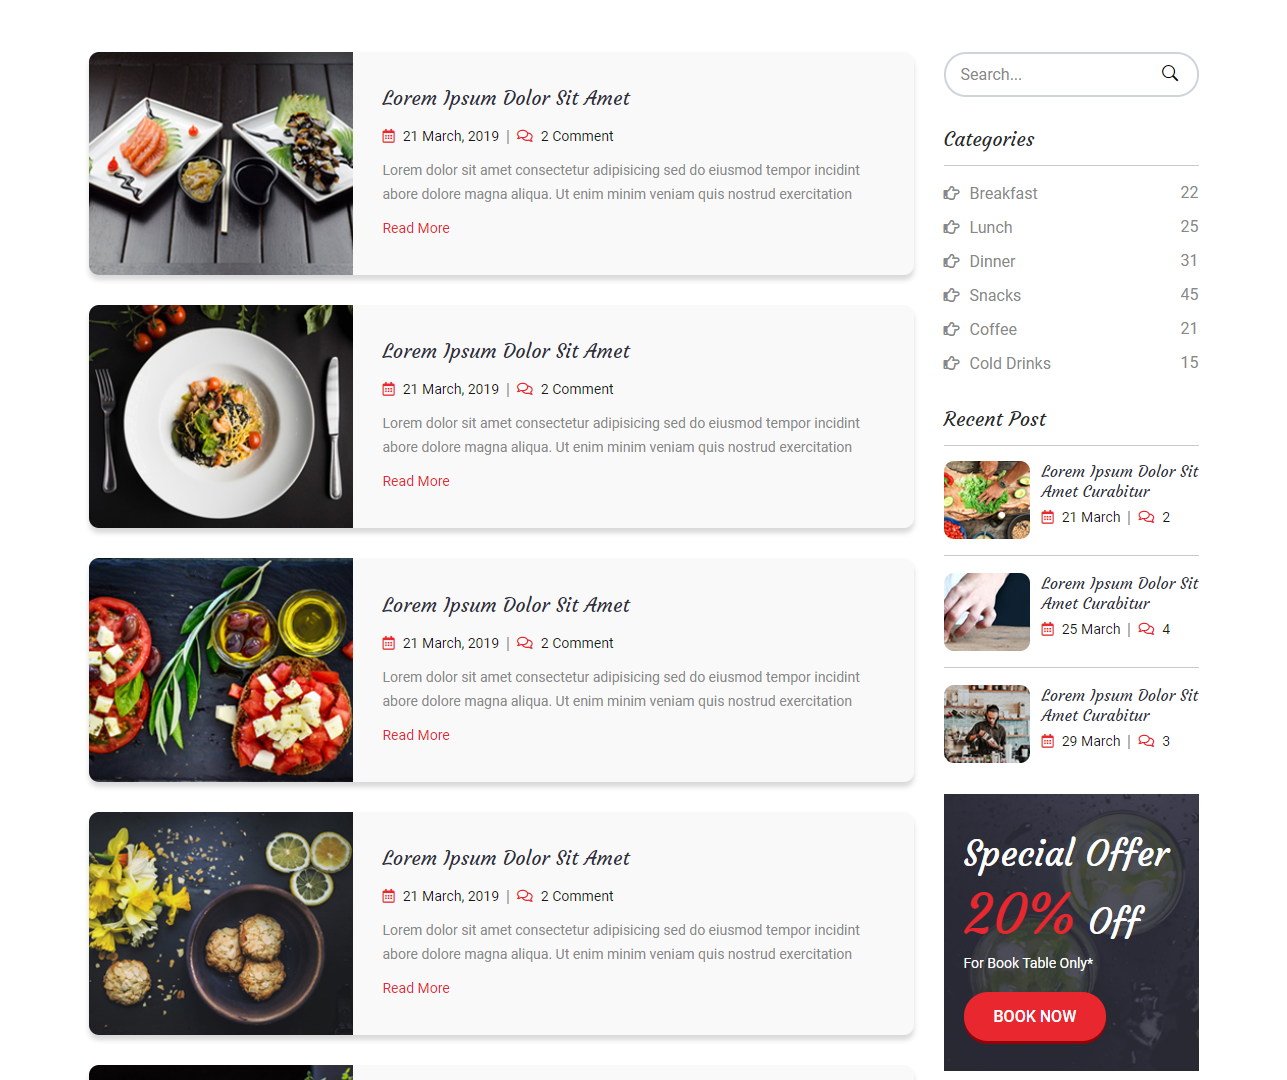 Lorem Ipsum Dolor Sit Amet
21 March, 2019 | 2 Comment
Lorem dolor sit amet consectetur adipisicing sed do eiusmod tempor incidint
abore dolore magna aliqua. Ut enim minim veniam quis nostrud exercitation
Read More
Lorem Ipsum Dolor Sit Amet
21 March, 2019 | 2 Comment
Lorem dolor sit amet consectetur adipisicing sed do eiusmod tempor incidint
abore dolore magna aliqua. Ut enim minim veniam quis nostrud exercitation
Read More
Lorem Ipsum Dolor Sit Amet
21 March, 2019 | 2 Comment
Lorem dolor sit amet consectetur adipisicing sed do eiusmod tempor incidint
abore dolore magna aliqua. Ut enim minim veniam quis nostrud exercitation
Read More
Lorem Ipsum Dolor Sit Amet
21 March, 2019 | 2 Comment
Lorem dolor sit amet consectetur adipisicing sed do eiusmod tempor incidint
abore dolore magna aliqua. Ut enim minim veniam quis nostrud exercitation
Read More
Search...
Categories
Breakfast 22
Lunch 25
Dinner 31
Snacks 45
Coffee 21
Cold Drinks 15
Recent Post
Lorem Ipsum Dolor Sit
Amet Curabitur
21 March | 2
Lorem Ipsum Dolor Sit
Amet Curabitur
25 March | 4
Lorem Ipsum Dolor Sit
Amet Curabitur
29 March | 3
Special Offer
20% Off
For Book Table Only*
BOOK NOW